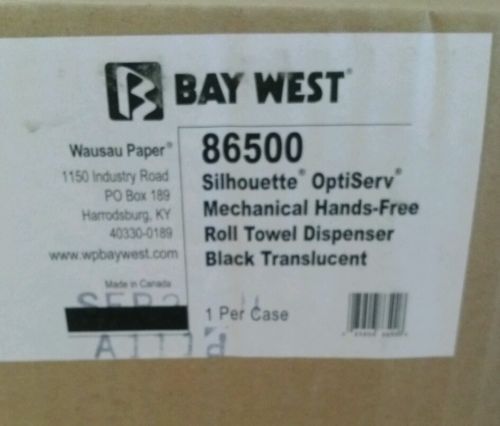 BAY WEST®
Wausau Paper®
1150 Industry Road
PO Box 189
Harrodsburg, KY
40330-0189
www.wpbaywest.com
Made in Canada
86500
Silhouette® OptiServ®
Mechanical Hands-Free
Roll Towel Dispenser
Black Translucent
1 Per Case